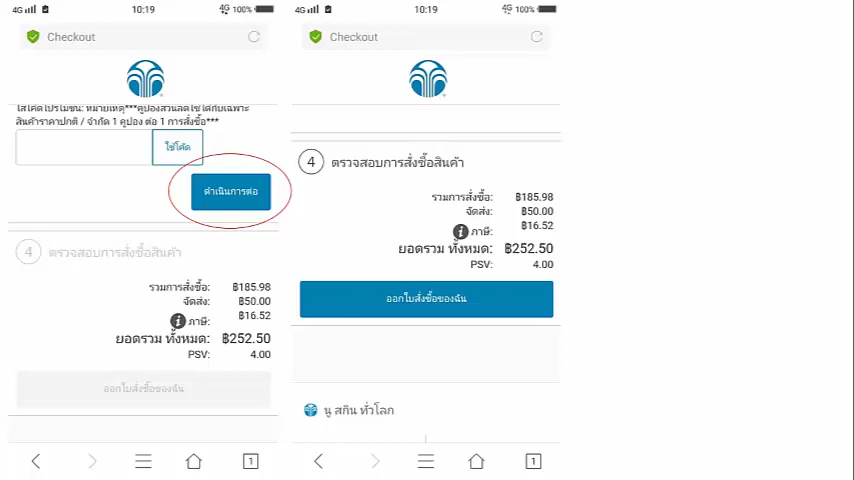 4G
10:19
4G 100%
Checkout
ใส่โค้ดโปรโมชั่น: หมายเหตุ***คูปองส่วนลดใช้ได้กับเฉพาะ
สินค้าราคาปกติ / จำกัด 1 คูปอง ต่อ 1 การสั่งซื้อ***
ใช้โค้ด
ดำเนินการต่อ
4 ตรวจสอบการสั่งซื้อสินค้า
รวมการสั่งซื้อ: ฿185.98
จัดส่ง: ฿50.00
ภาษี: ฿16.52
ยอดรวม ทั้งหมด: ฿252.50
PSV: 4.00
ออกใบสั่งซื้อของฉัน
1
4G
10:19
4G 100%
Checkout
4 ตรวจสอบการสั่งซื้อสินค้า
รวมการสั่งซื้อ: ฿185.98
จัดส่ง: ฿50.00
ภาษี: ฿16.52
ยอดรวม ทั้งหมด: ฿252.50
PSV: 4.00
ออกใบสั่งซื้อของฉัน
นู สกิน ทั่วโลก
1